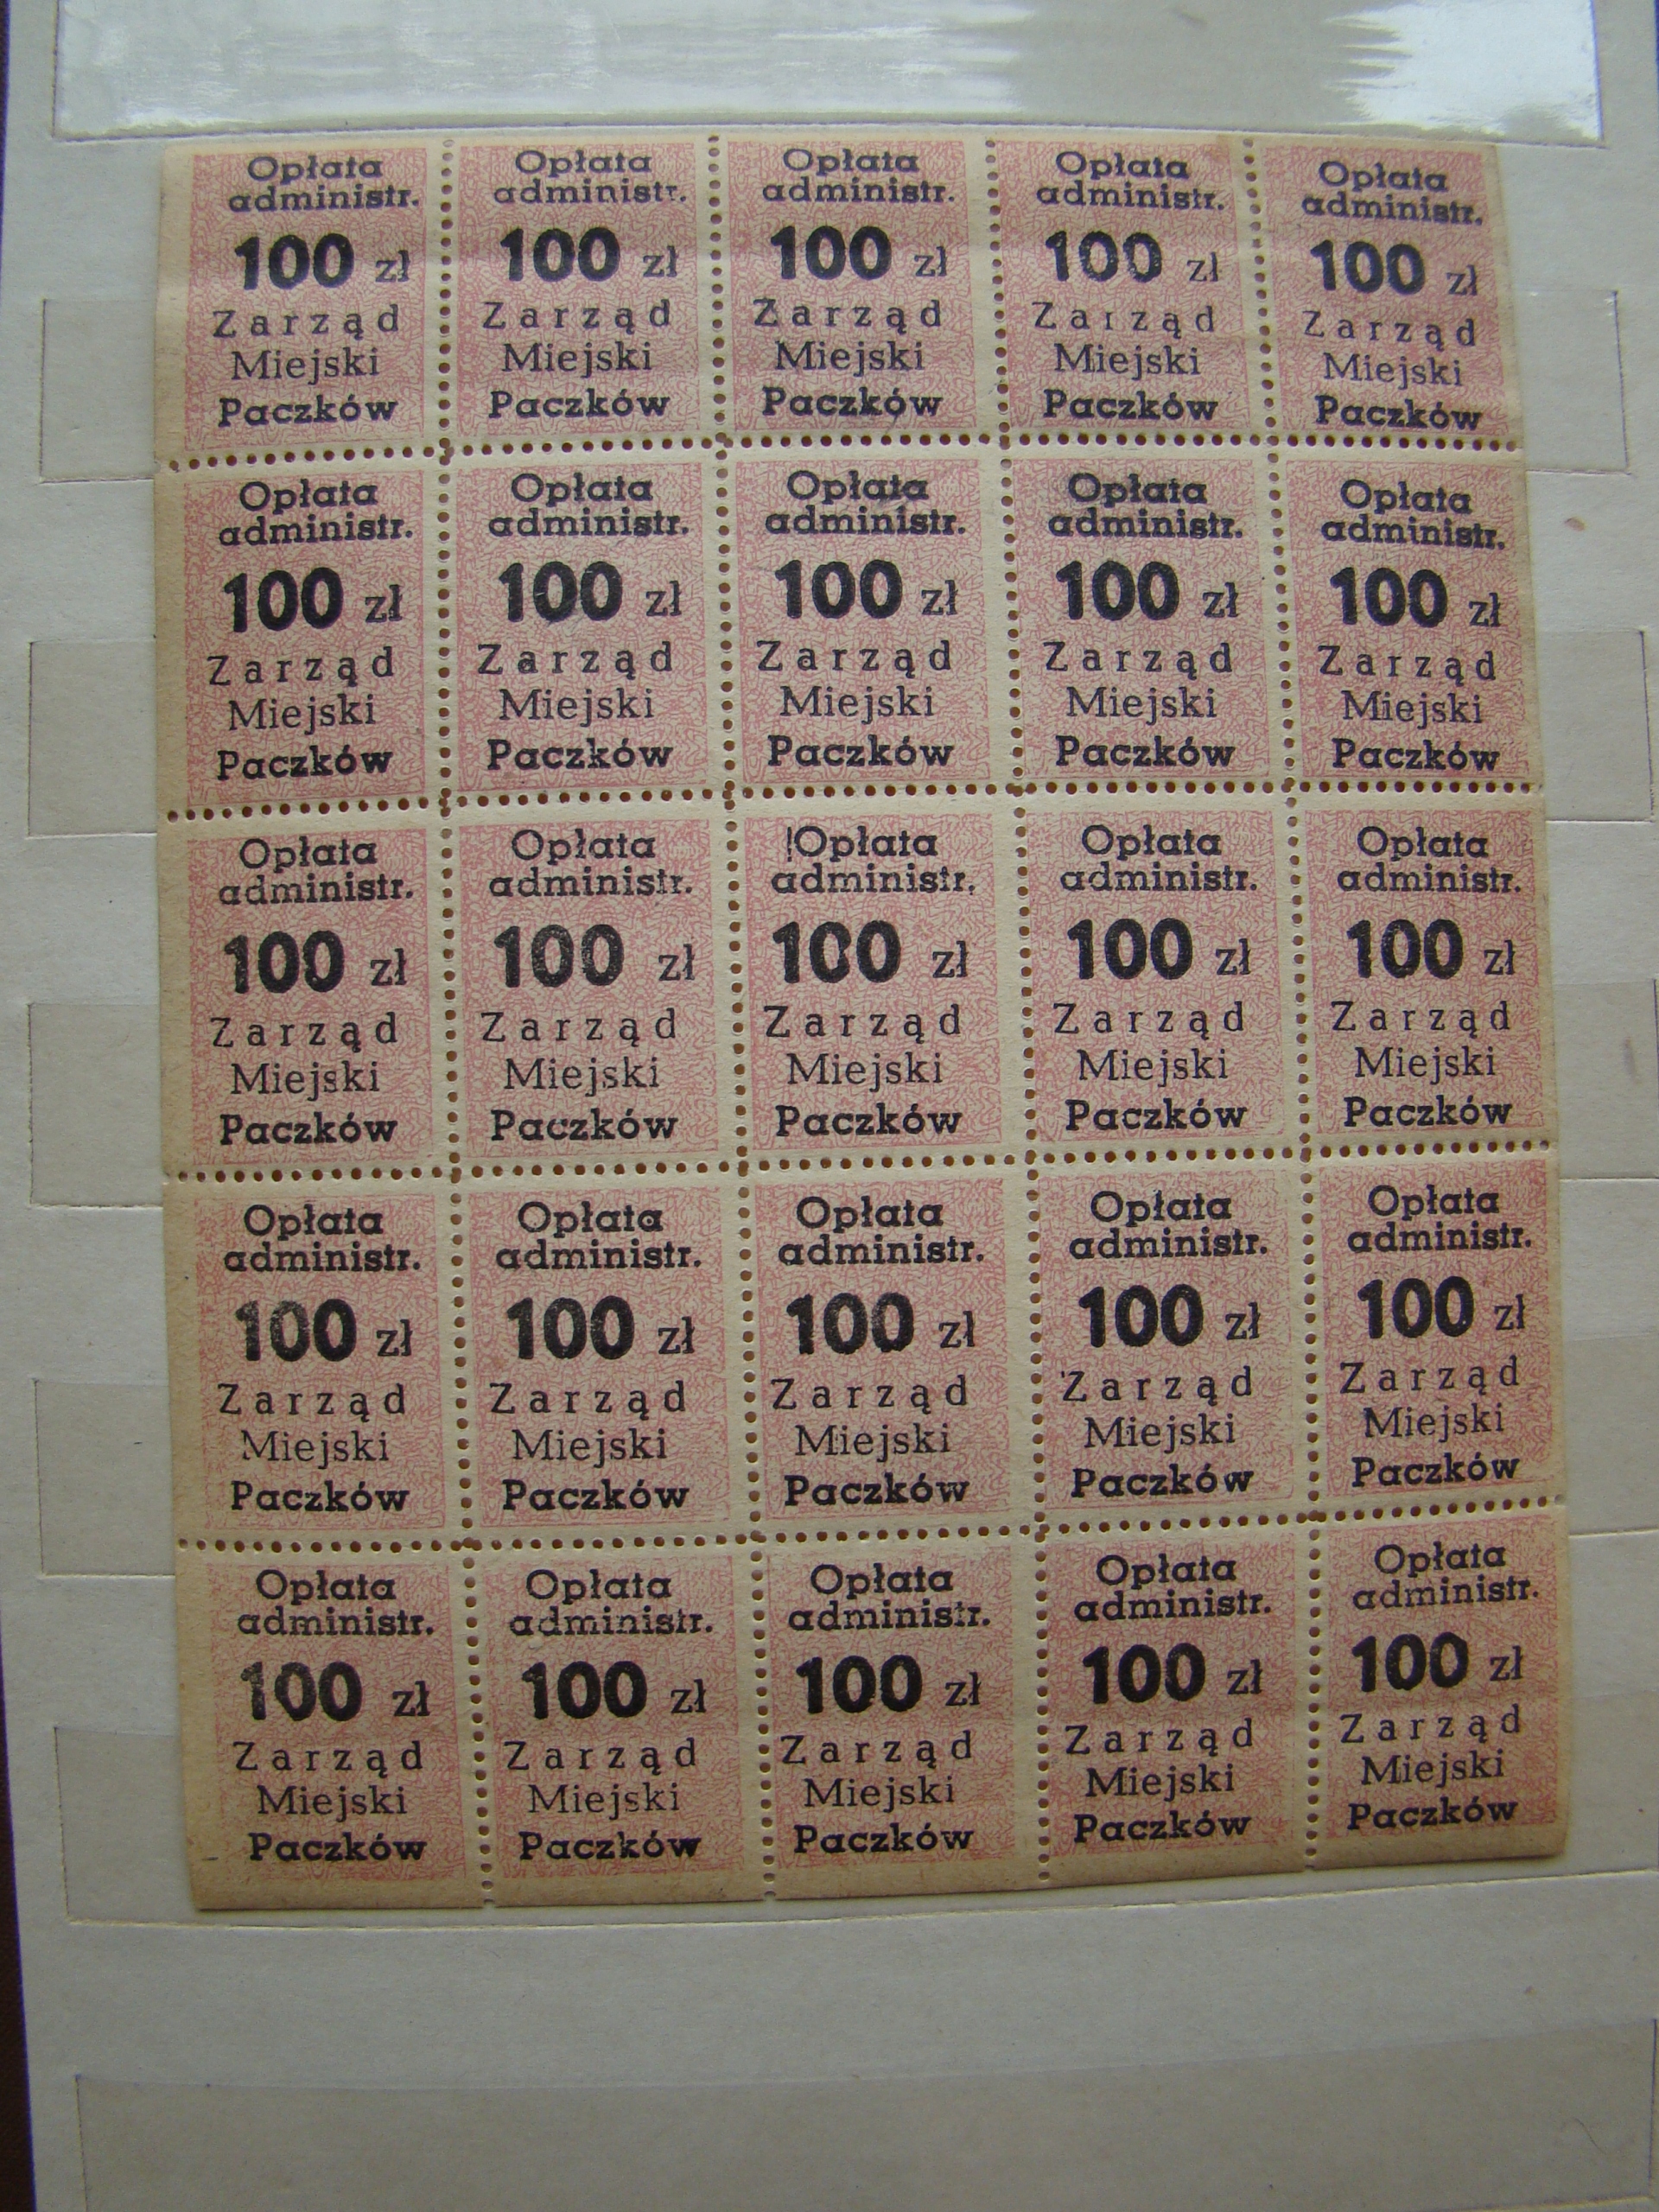 Opłata
administr.
100 zł
Zarząd
Miejski
Paczków
Opłata
administr.
100 zł
Zarząd
Miejski
Paczków
Opłata
administr.
100 zł
Zarząd
Miejski
Paczków
Opłata
administr.
100 zł
Zarząd
Miejski
Paczków
Opłata
administr.
100 zł
Zarząd
Miejski
Paczków
Opłata
administr.
100 zł
Zarząd
Miejski
Paczków
Opłata
administr.
100 zł
Zarząd
Miejski
Paczków
Opłata
administr.
100 zł
Zarząd
Miejski
Paczków
Opłata
administr.
100 zł
Zarząd
Miejski
Paczków
Opłata
administr.
100 zł
Zarząd
Miejski
Paczków
Opłata
administr.
100 zł
Zarząd
Miejski
Paczków
Opłata
administr.
100 zł
Zarząd
Miejski
Paczków
Opłata
administr.
100 zł
Zarząd
Miejski
Paczków
Opłata
administr.
100 zł
Zarząd
Miejski
Paczków
Opłata
administr.
100 zł
Zarząd
Miejski
Paczków
Opłata
administr.
100 zł
Zarząd
Miejski
Paczków
Opłata
administr.
100 zł
Zarząd
Miejski
Paczków
Opłata
administr.
100 zł
Zarząd
Miejski
Paczków
Opłata
administr.
100 zł
Zarząd
Miejski
Paczków
Opłata
administr.
100 zł
Zarząd
Miejski
Paczków
Opłata
administr.
100 zł
Zarząd
Miejski
Paczków
Opłata
administr.
100 zł
Zarząd
Miejski
Paczków
Opłata
administr.
100 zł
Zarząd
Miejski
Paczków
Opłata
administr.
100 zł
Zarząd
Miejski
Paczków
Opłata
administr.
100 zł
Zarząd
Miejski
Paczków